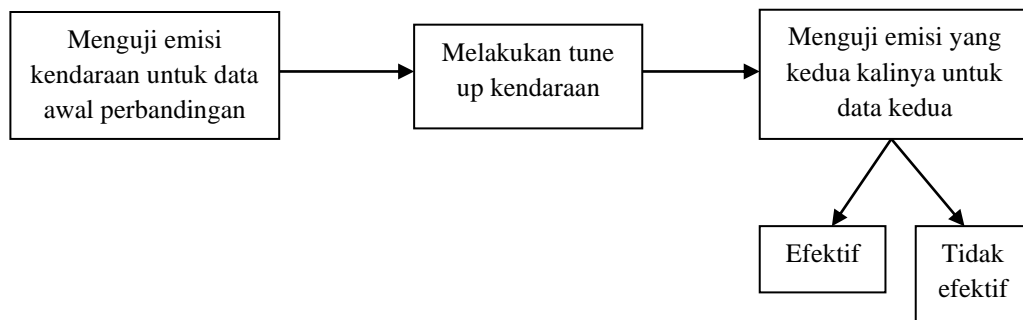 Menguji emisi
kendaraan untuk data
awal perbandingan
Melakukan tune
up kendaraan
Menguji emisi yang
kedua kalinya untuk
data kedua
Efektif
Tidak
efektif